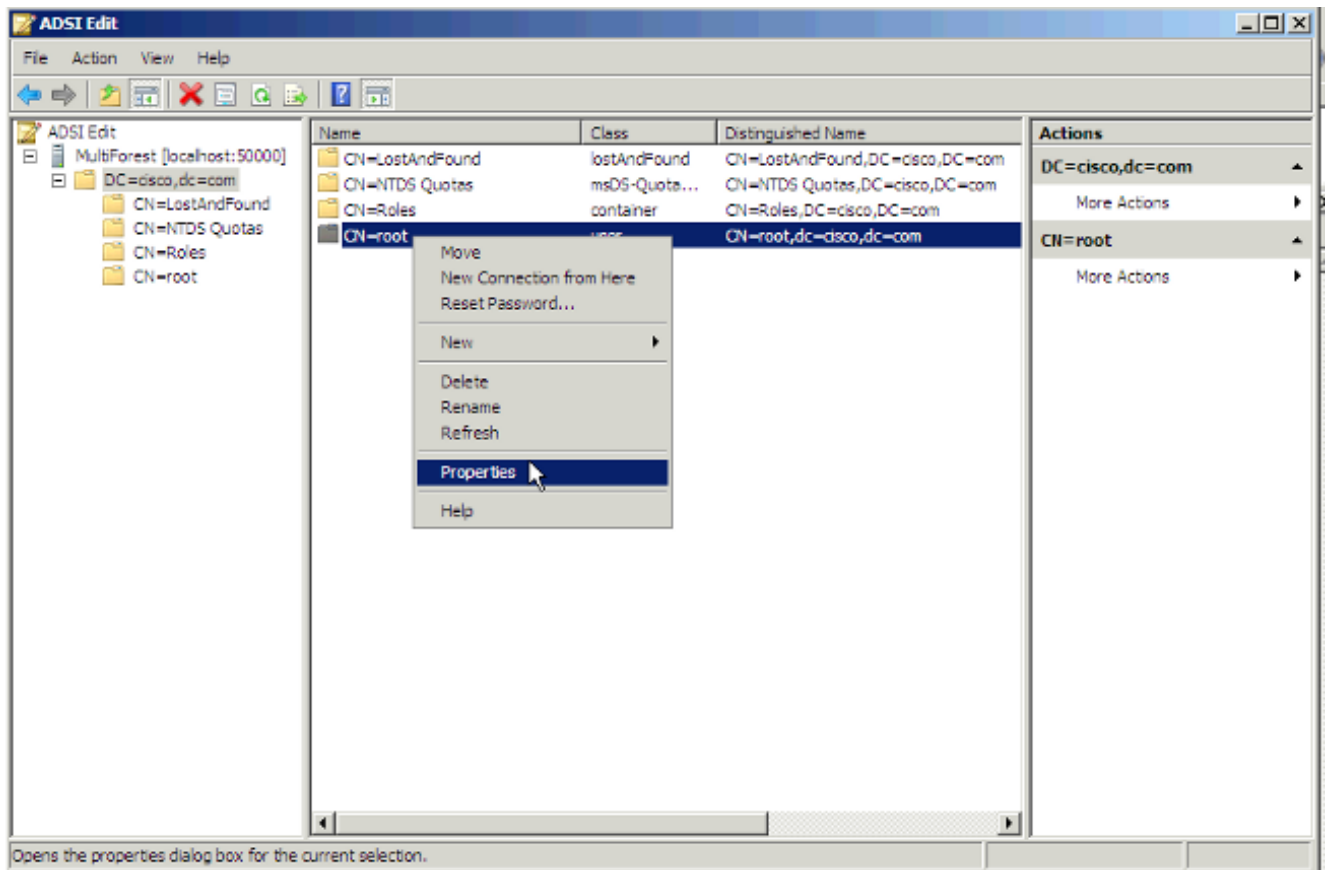 ADSI Edit
File Action View Help
ADSI Edit
MultiForest [localhost:50000]
DC=cisco,dc=com
CN=LostAndFound
CN=NTDS Quotas
CN=Roles
CN=root
Name Class Distinguished Name
CN=LostAndFound lostAndFound CN=LostAndFound,DC=cisco,DC=com
CN=NTDS Quotas msDS-Quota... CN=NTDS Quotas,DC=cisco,DC=com
CN=Roles container CN=Roles,DC=cisco,DC=com
CN=root user CN=root,dc=cisco,dc=com
Move
New Connection from Here
Reset Password...
New
Delete
Rename
Refresh
Properties
Help
Actions
DC=cisco,dc=com
More Actions
CN=root
More Actions
Opens the properties dialog box for the current selection.